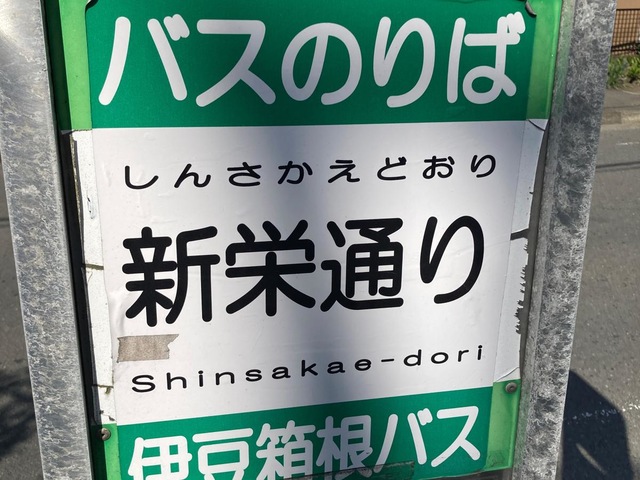 バスのりば
しんさかえどおり
新栄通り
Shinsakae-dori
伊豆箱根バス